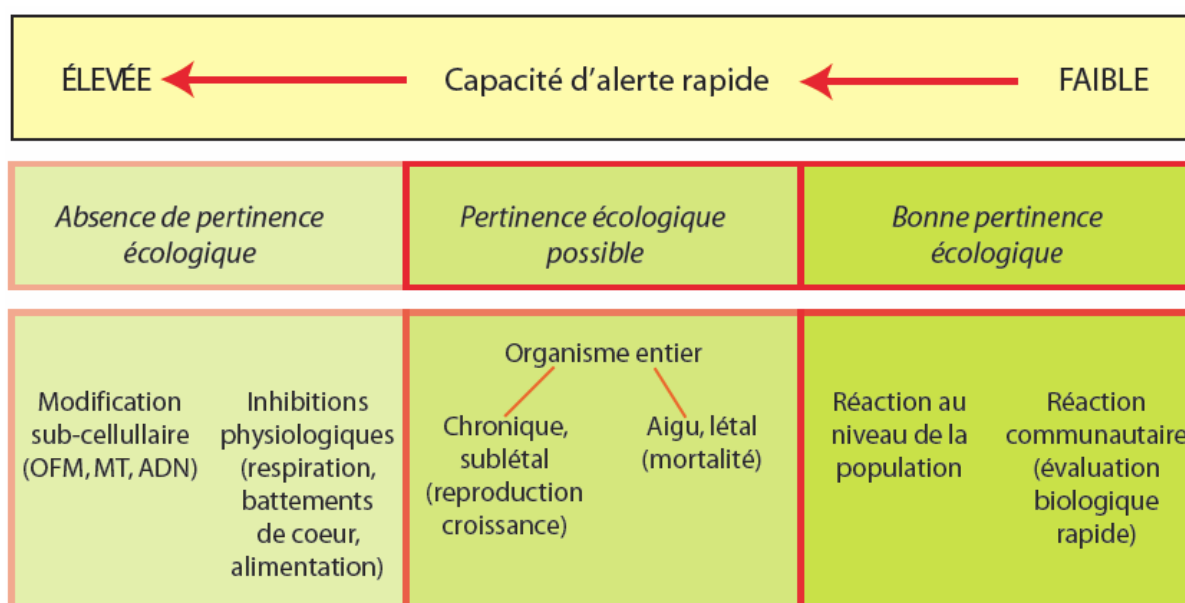 ÉLEVÉE Capacité d'alerte rapide FAIBLE
Absence de pertinence
écologique
Pertinence écologique
possible
Bonne pertinence
écologique
Modification
sub-cellullaire
(OFM, MT, ADN)
Inhibitions
physiologiques
(respiration,
battements
de coeur,
alimentation)
Organisme entier
Chronique,
sublétal
(reproduction
croissance)
Aigu, létal
(mortalité)
Réaction au
niveau de la
population
Réaction
communautaire
(évaluation
biologique
rapide)